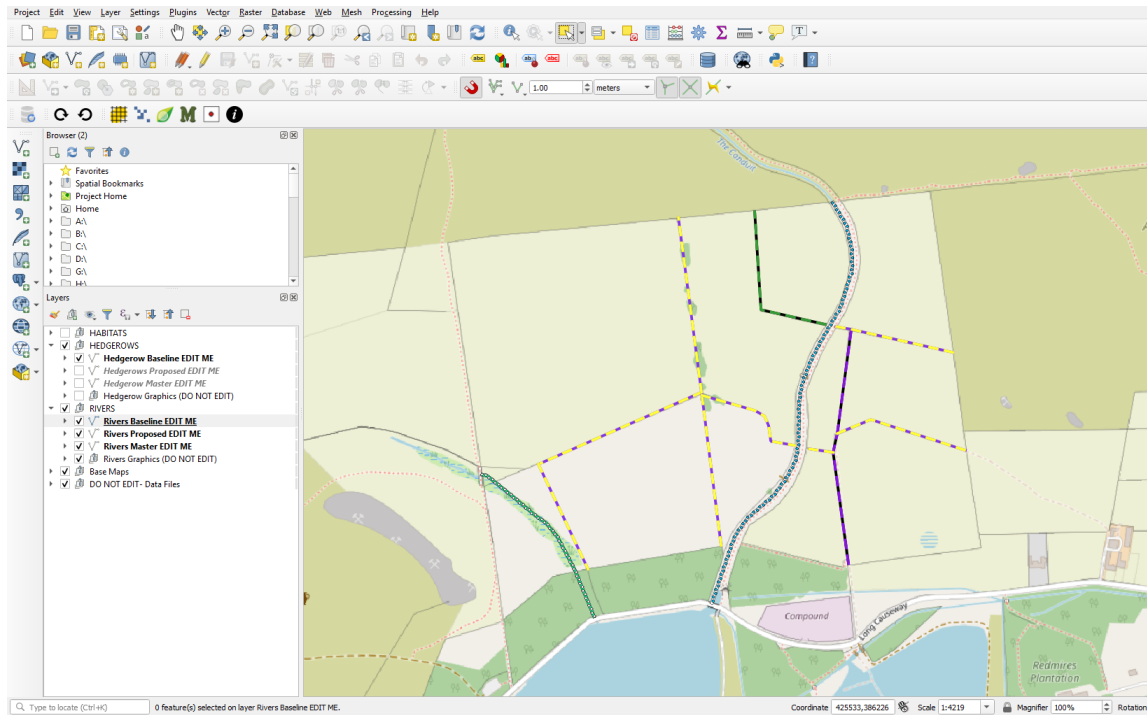 Project Edit View Layer Settings Plugins Vector Raster Database Web Mesh Processing Help
abc abc abc abc
1.00 meters
M i
Browser (2)
Favorites
Spatial Bookmarks
Project Home
Home
A:\
B:\
C:\
D:\
G:\
H:\
Layers
HABITATS
HEDGEROWS
Hedgerow Baseline EDIT ME
Hedgerows Proposed EDIT ME
Hedgerow Master EDIT ME
Hedgerow Graphics (DO NOT EDIT)
RIVERS
Rivers Baseline EDIT ME
Rivers Proposed EDIT ME
Rivers Master EDIT ME
Rivers Graphics (DO NOT EDIT)
Base Maps
DO NOT EDIT- Data Files
The Conduit
Compound
Long Causeway
Redmires
Plantation
Type to locate (Ctrl+K) 0 feature(s) selected on layer Rivers Baseline EDIT ME. Coordinate 425533,386226 Scale 1:4219 Magnifier 100% Rotation